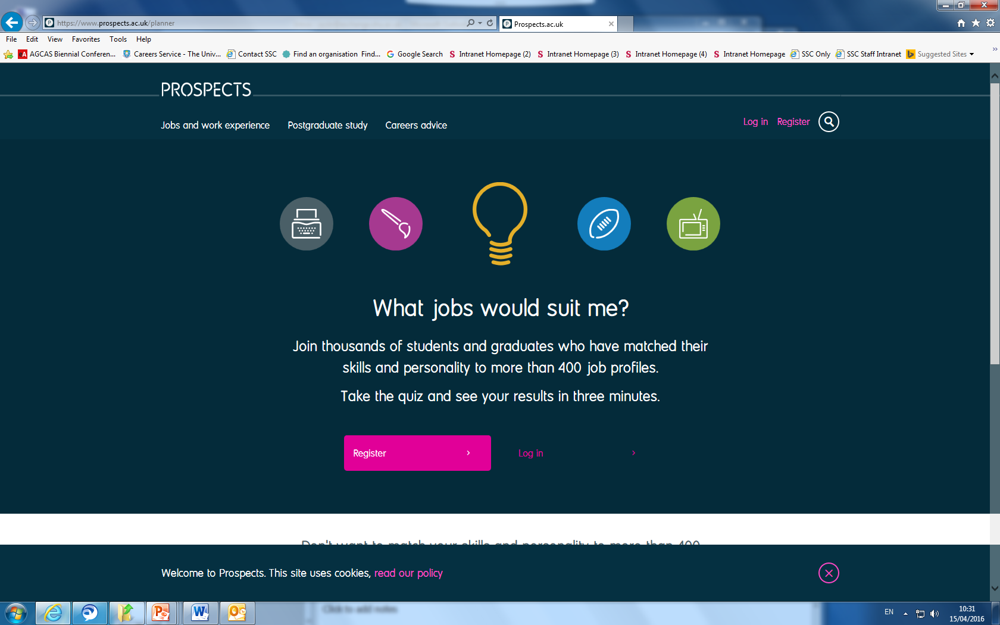 https://www.prospects.ac.uk/planner
Prospects.ac.uk
File Edit View Favorites Tools Help
AGCAS Biennial Conferen... Careers Service - The Univ... Contact SSC Find an organisation Find... Google Search Intranet Homepage (2) Intranet Homepage (3) Intranet Homepage (4) Intranet Homepage SSC Only SSC Staff Intranet Suggested Sites
PROSPECTS
Jobs and work experience Postgraduate study Careers advice
Log in Register
What jobs would suit me?
Join thousands of students and graduates who have matched their
skills and personality to more than 400 job profiles.
Take the quiz and see your results in three minutes.
Register Log in
Don't want to match your skills and personality to more than 400
Welcome to Prospects. This site uses cookies, read our policy
Click to add notes
EN
10:31
15/04/2016